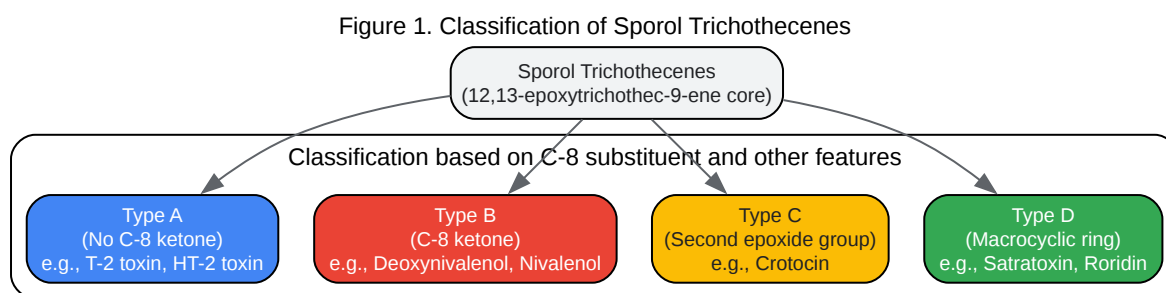 Figure 1. Classification of Sporol Trichothecenes
Sporol Trichothecenes
(12,13-epoxytrichothec-9-ene core)
Classification based on C-8 substituent and other features
Type A
(No C-8 ketone)
e.g., T-2 toxin, HT-2 toxin
Type B
(C-8 ketone)
e.g., Deoxynivalenol, Nivalenol
Type C
(Second epoxide group)
e.g., Crotocin
Type D
(Macrocyclic ring)
e.g., Satratoxin, Roridin